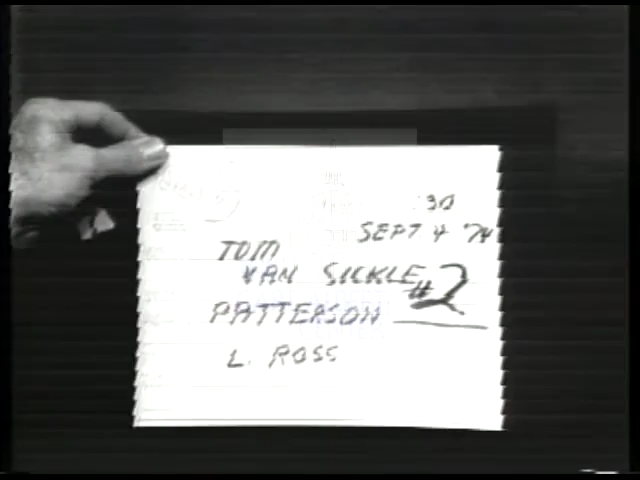 :30
SEPT 4 '74
TOM
VAN SICKLE
#2
PATTERSON
L. ROSS